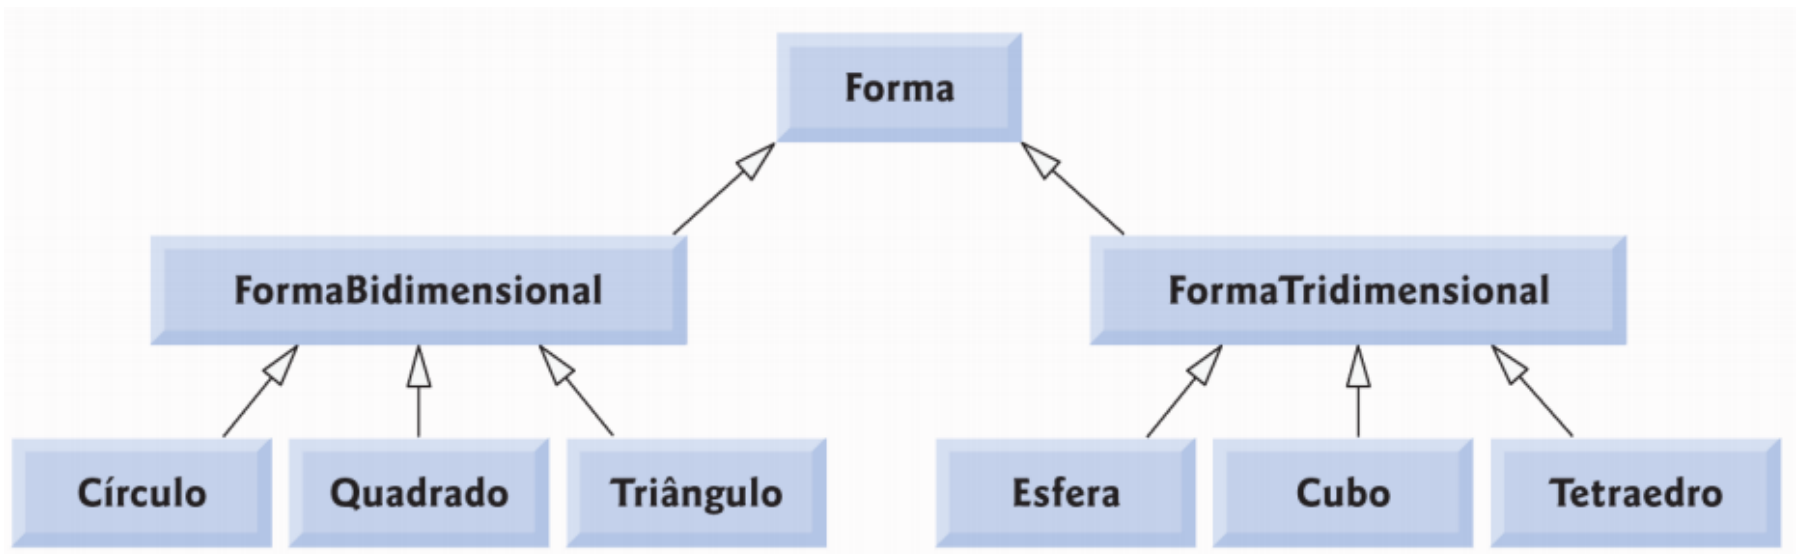 Forma
FormaBidimensional
FormaTridimensional
Círculo
Quadrado
Triângulo
Esfera
Cubo
Tetraedro